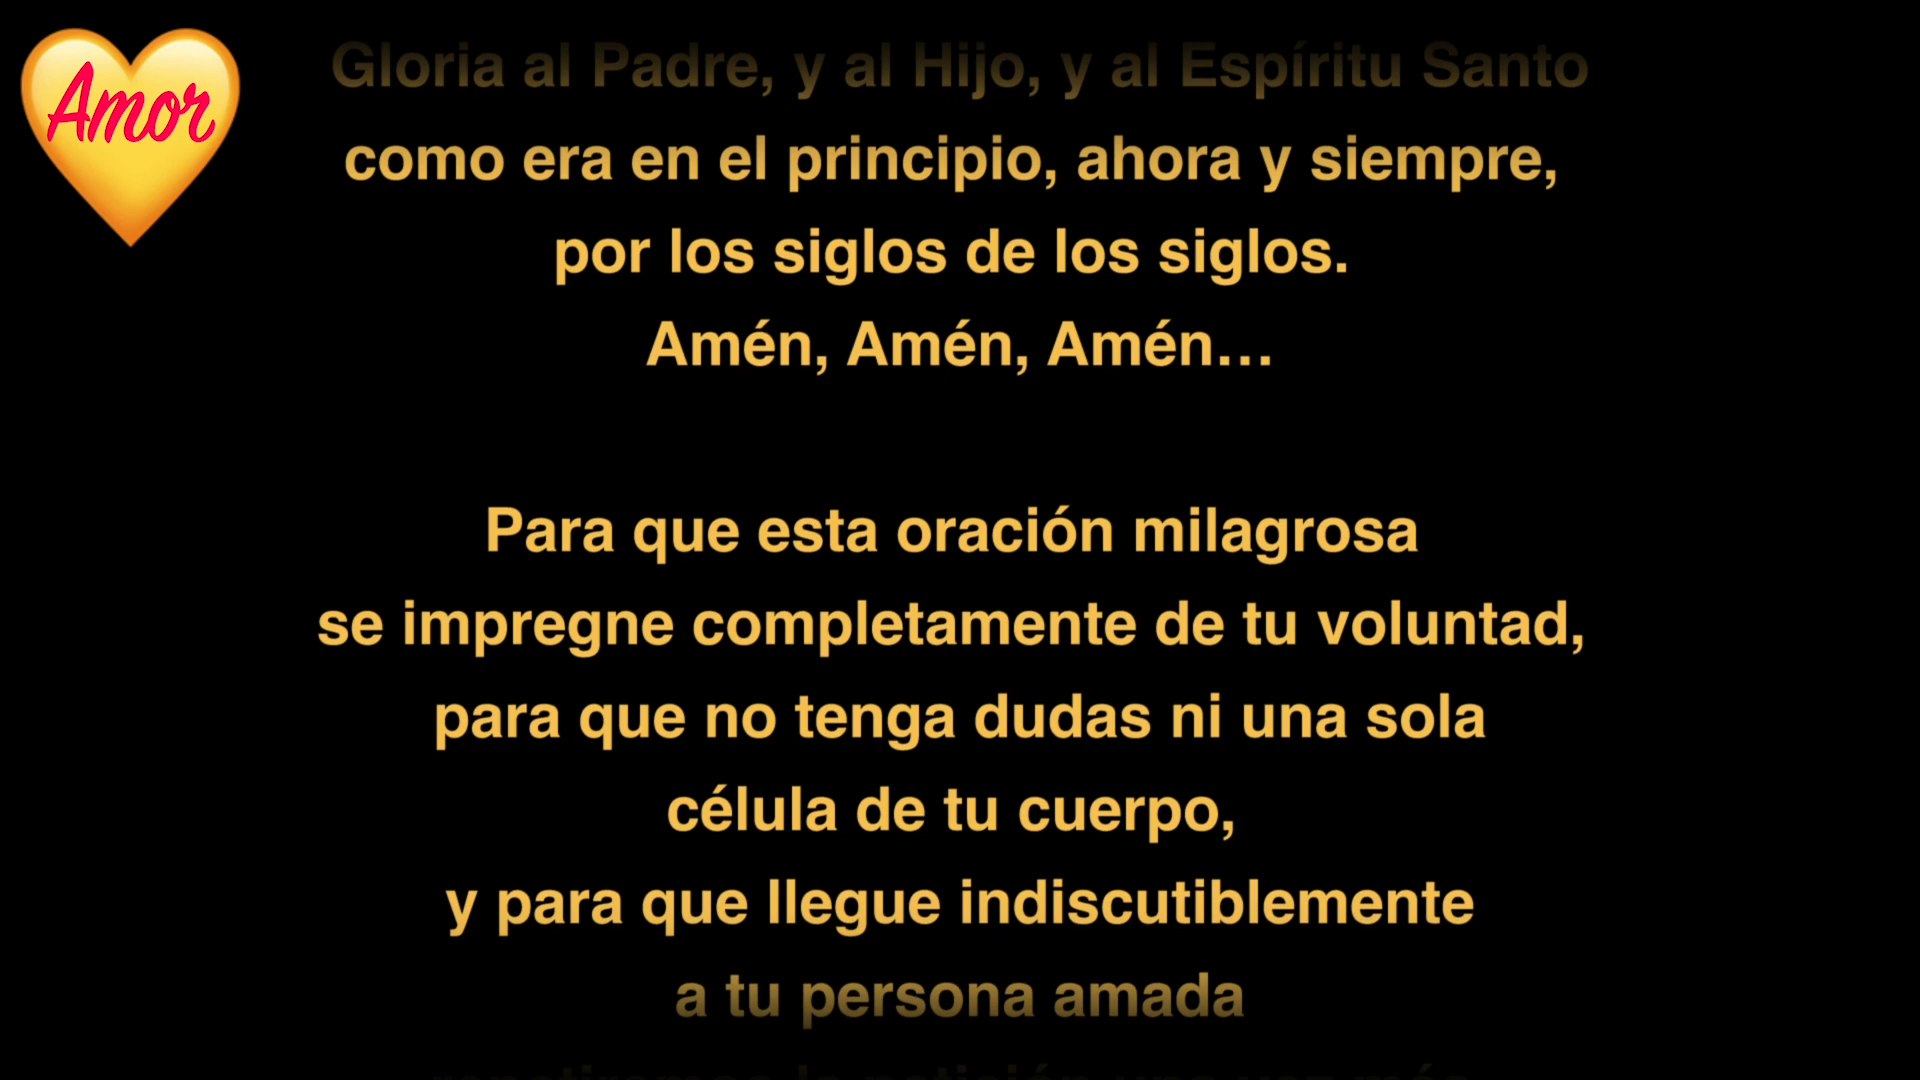 Amor
Gloria al Padre, y al Hijo, y al Espíritu Santo
como era en el principio, ahora y siempre,
por los siglos de los siglos.
Amén, Amén, Amén…
Para que esta oración milagrosa
se impregne completamente de tu voluntad,
para que no tenga dudas ni una sola
célula de tu cuerpo,
y para que llegue indiscutiblemente
a tu persona amada